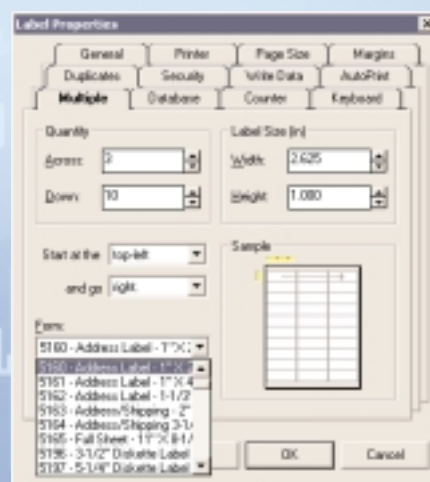 Label Properties
General Printer Page Size Margins
Duplicates Security Write Data AutoPrint
Multiple Database Counter Keyboard
Quantity
Across: 3
Down: 10
Label Size (in)
Width: 2.625
Height: 1.000
Start at the top-left
and go right
Sample
Form:
5160 - Address Label - 1" X 2
5160 - Address Label - 1" X 2
5161 - Address Label - 1" X 4
5162 - Address Label - 1-1/3"
5163 - Address/Shipping - 2"
5164 - Address/Shipping 3-1/
5165 - Full Sheet - 11" X 8-1/
5196 - 3-1/2" Diskette Label
5197 - 5-1/4" Diskette Label
OK Cancel